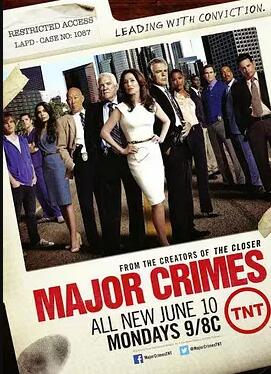 RESTRICTED ACCESS
LAPD - CASE NO: 1087
LEADING WITH CONVICTION.
FROM THE CREATORS OF THE CLOSER
MAJOR CRIMES
ALL NEW JUNE 10
MONDAYS 9/8C
TNT
MajorCrimesTNT
@MajorCrimesTNT